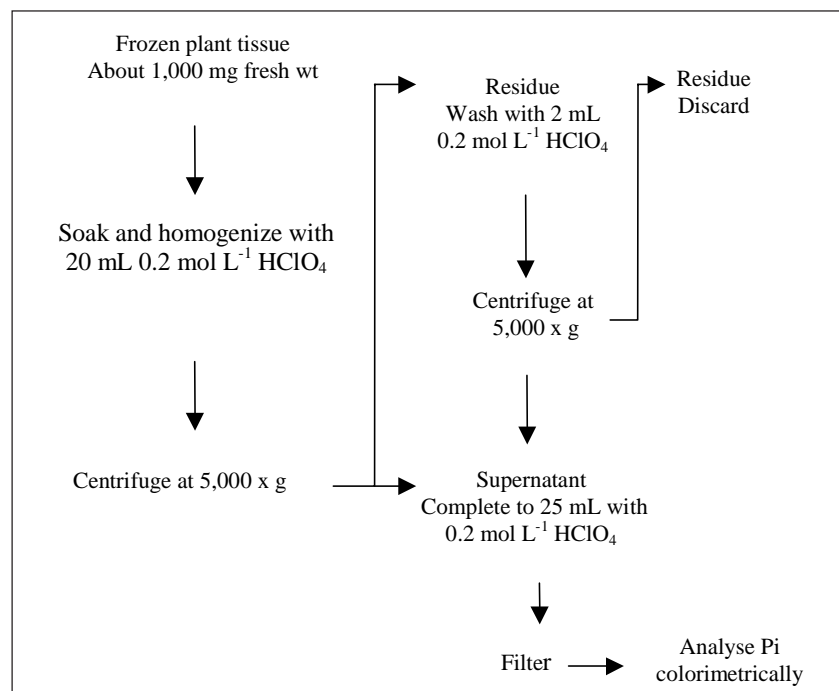 Frozen plant tissue
About 1,000 mg fresh wt
Soak and homogenize with
20 mL 0.2 mol L⁻¹ HClO₄
Centrifuge at 5,000 x g
Residue
Wash with 2 mL
0.2 mol L⁻¹ HClO₄
Residue
Discard
Centrifuge at
5,000 x g
Supernatant
Complete to 25 mL with
0.2 mol L⁻¹ HClO₄
Filter
Analyse Pi
colorimetrically